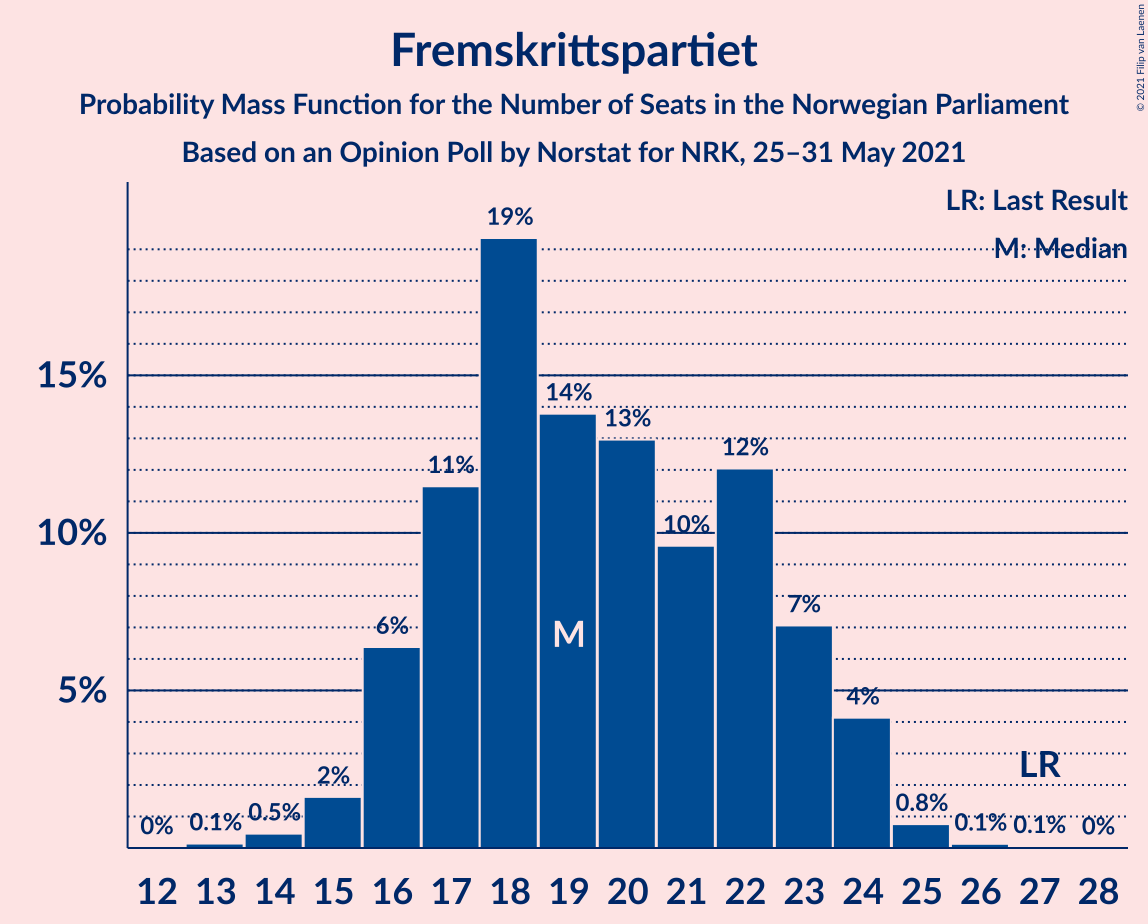 Fremskrittspartiet
Probability Mass Function for the Number of Seats in the Norwegian Parliament
Based on an Opinion Poll by Norstat for NRK, 25–31 May 2021
© 2021 Filip van Laenen
LR: Last Result
M: Median
15%
10%
5%
0%
0.1%
0.5%
2%
6%
11%
19%
14%
13%
10%
12%
7%
4%
0.8%
0.1%
0.1%
0%
M
LR
12 13 14 15 16 17 18 19 20 21 22 23 24 25 26 27 28